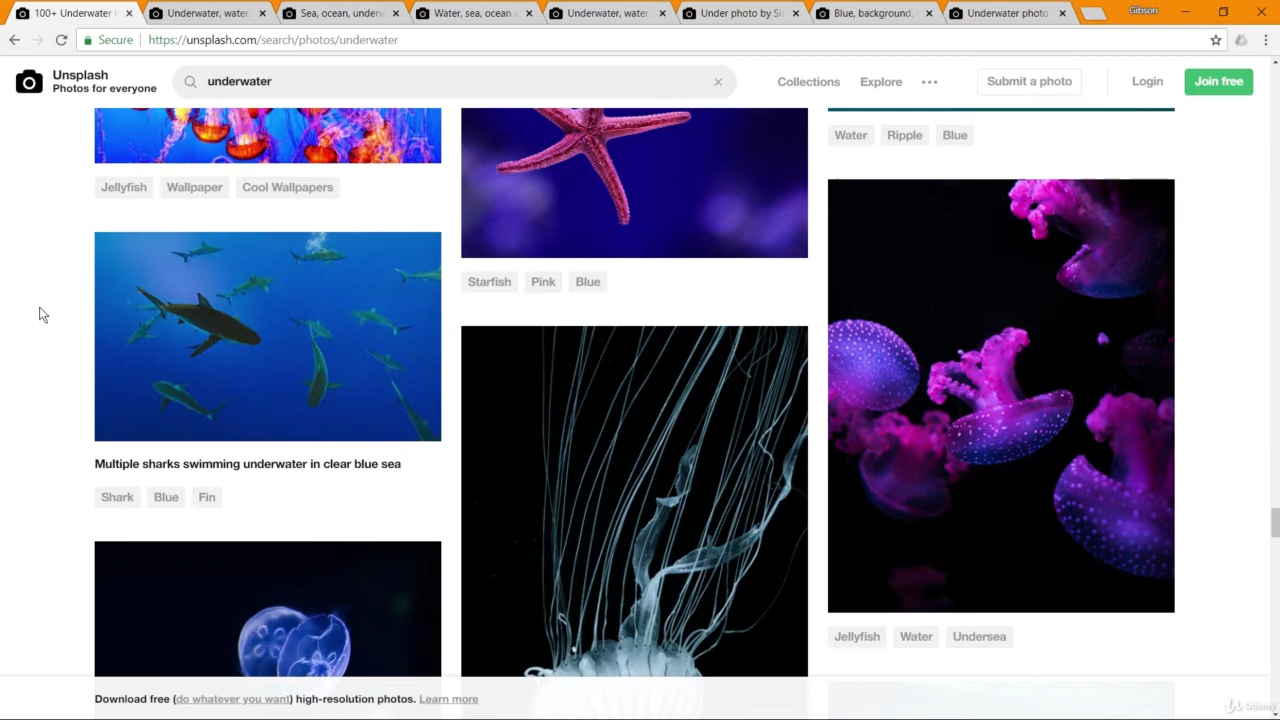 100+ Underwater
Underwater, water,
Sea, ocean, underw
Water, sea, ocean a
Underwater, water,
Under photo by Si
Blue, background,
Underwater photo
Gibson
Secure
https://unsplash.com/search/photos/underwater
Unsplash
Photos for everyone
underwater
Collections
Explore
Submit a photo
Login
Join free
Water
Ripple
Blue
Jellyfish
Wallpaper
Cool Wallpapers
Starfish
Pink
Blue
Multiple sharks swimming underwater in clear blue sea
Shark
Blue
Fin
Jellyfish
Water
Undersea
Download free (do whatever you want) high-resolution photos. Learn more
Udemy